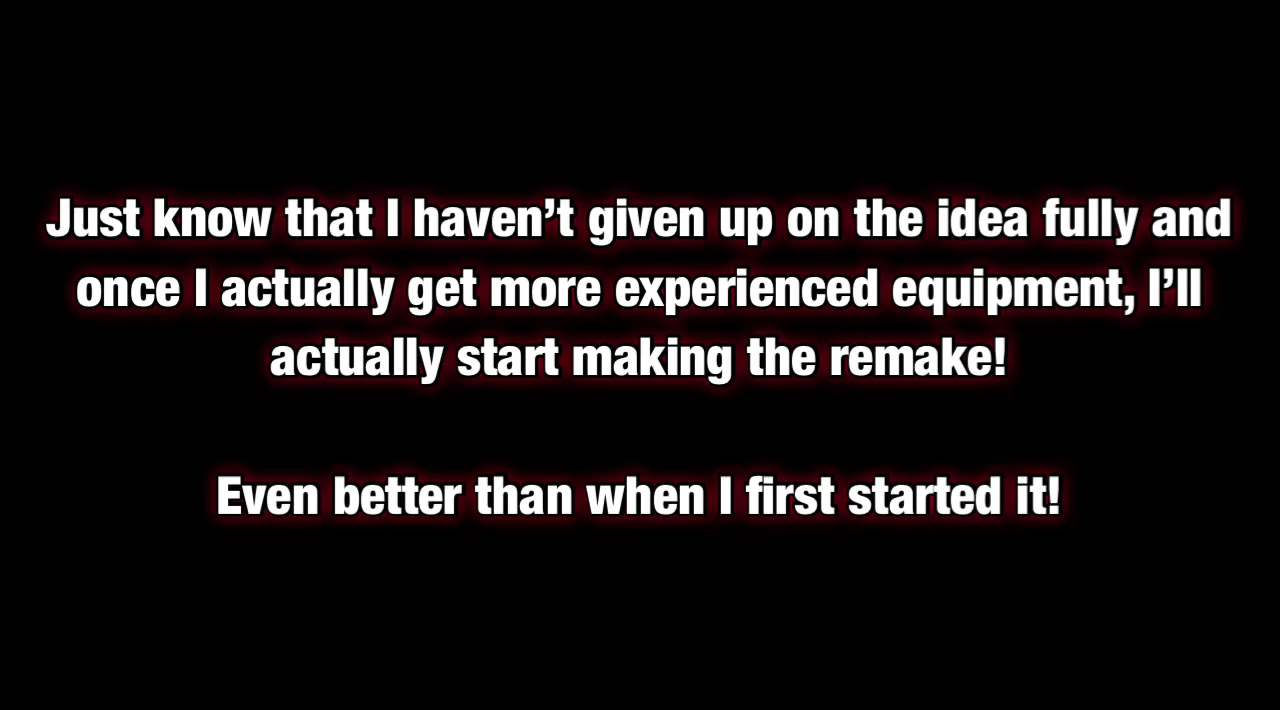 Just know that I haven’t given up on the idea fully and
once I actually get more experienced equipment, I’ll
actually start making the remake!
Even better than when I first started it!